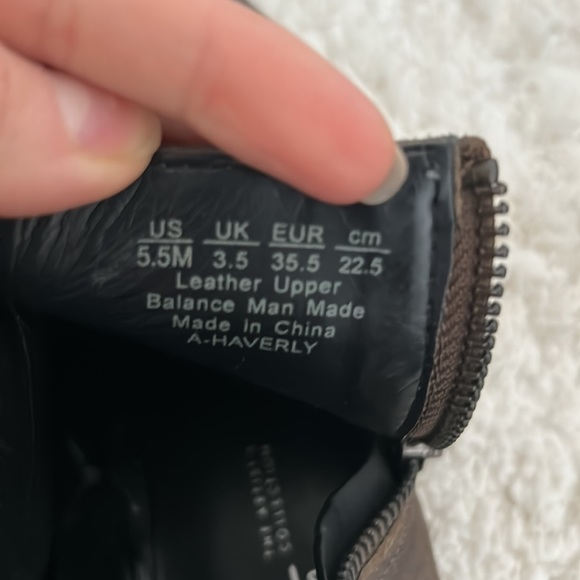 US UK EUR cm
5.5M 3.5 35.5 22.5
Leather Upper
Balance Man Made
Made in China
A-HAVERLY
COLLECTION